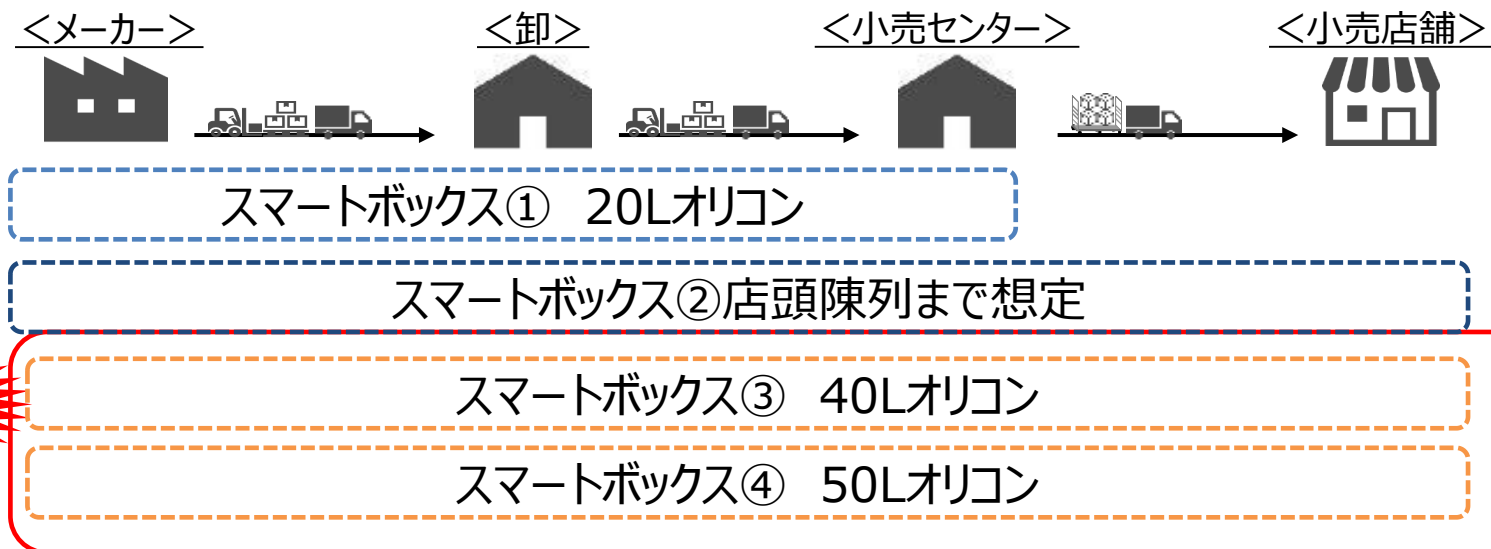 <メーカー> <卸> <小売センター> <小売店舗>
スマートボックス① 20Lオリコン
スマートボックス②店頭陳列まで想定
スマートボックス③ 40Lオリコン
スマートボックス④ 50Lオリコン